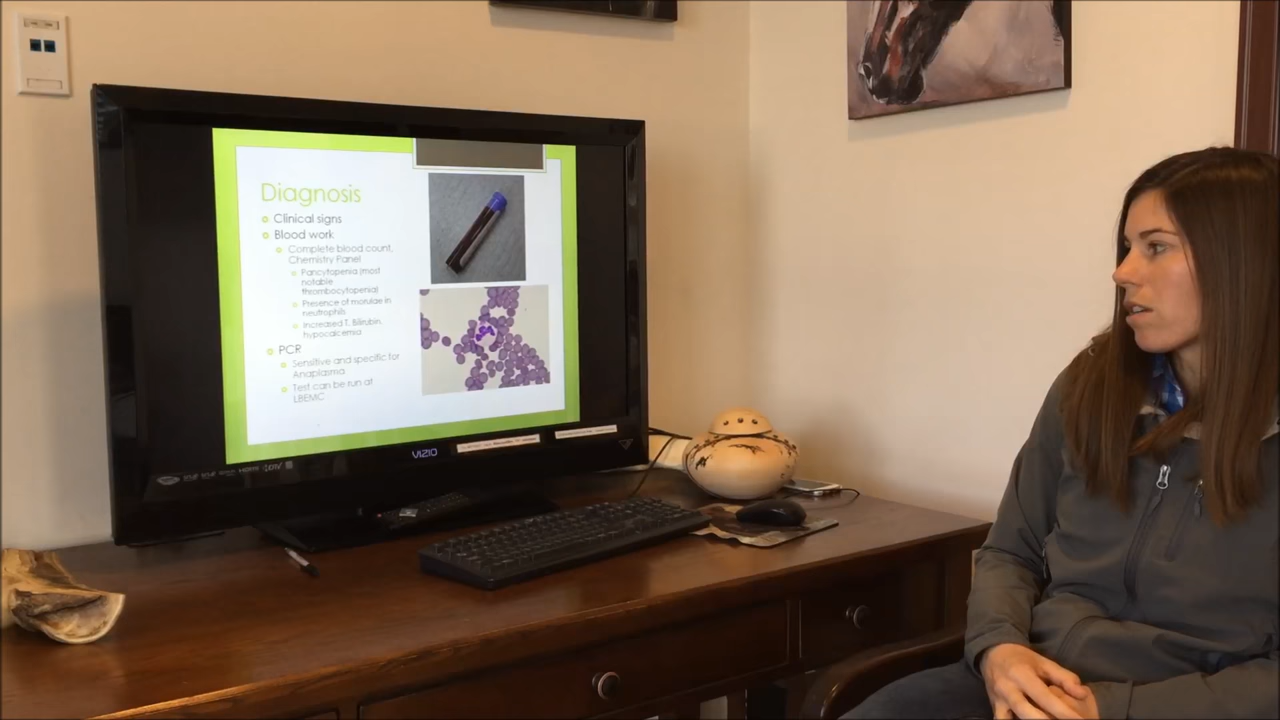 Diagnosis
Clinical signs
Blood work
Complete blood count,
Chemistry Panel
Pancytopenia (most
notable
thrombocytopenia)
Presence of morulae in
neutrophils
Increased T. Bilirubin,
hypocalcemia
PCR
Sensitive and specific for
Anaplasma
Test can be run at
LBEMC
VIZIO